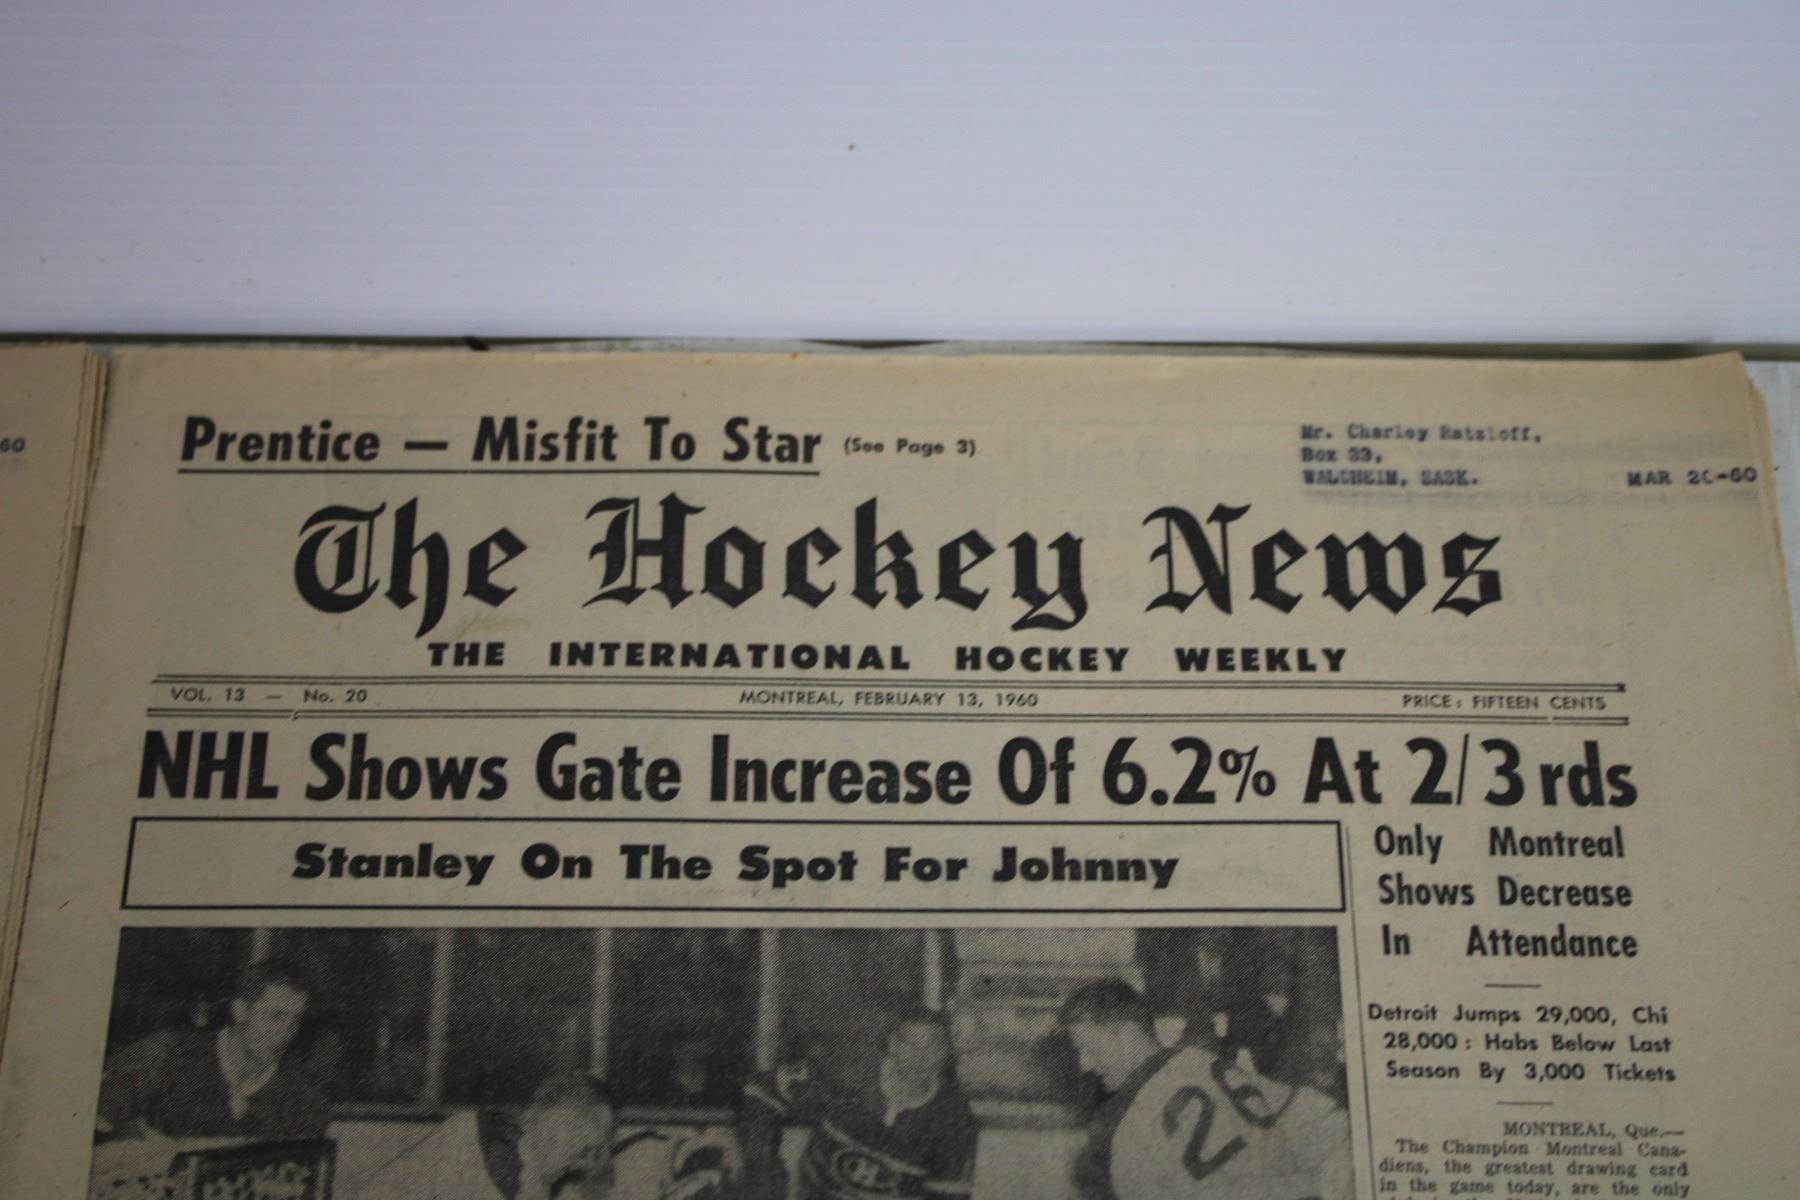 60
Prentice — Misfit To Star (See Page 3)
Mr. Charley Ratzloff,
Box 33,
WALDHEIM, SASK. MAR 20-60
The Hockey News
THE INTERNATIONAL HOCKEY WEEKLY
VOL. 13 — No. 20 MONTREAL, FEBRUARY 13, 1960 PRICE: FIFTEEN CENTS
NHL Shows Gate Increase Of 6.2% At 2/3rds
Stanley On The Spot For Johnny
Only Montreal
Shows Decrease
In Attendance
Detroit Jumps 29,000, Chi
28,000: Habs Below Last
Season By 3,000 Tickets
MONTREAL, Que.—
The Champion Montreal Cana-
diens, the greatest drawing card
in the game today, are the only
26